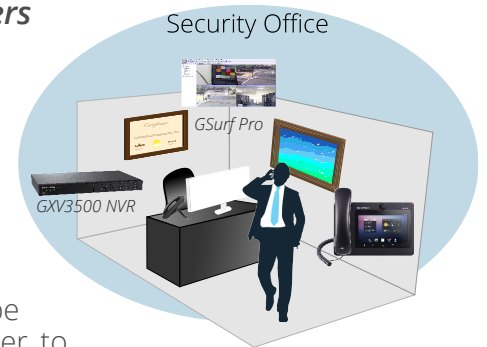 ers
Security Office
GSurf Pro
GXV3500 NVR
be
er to